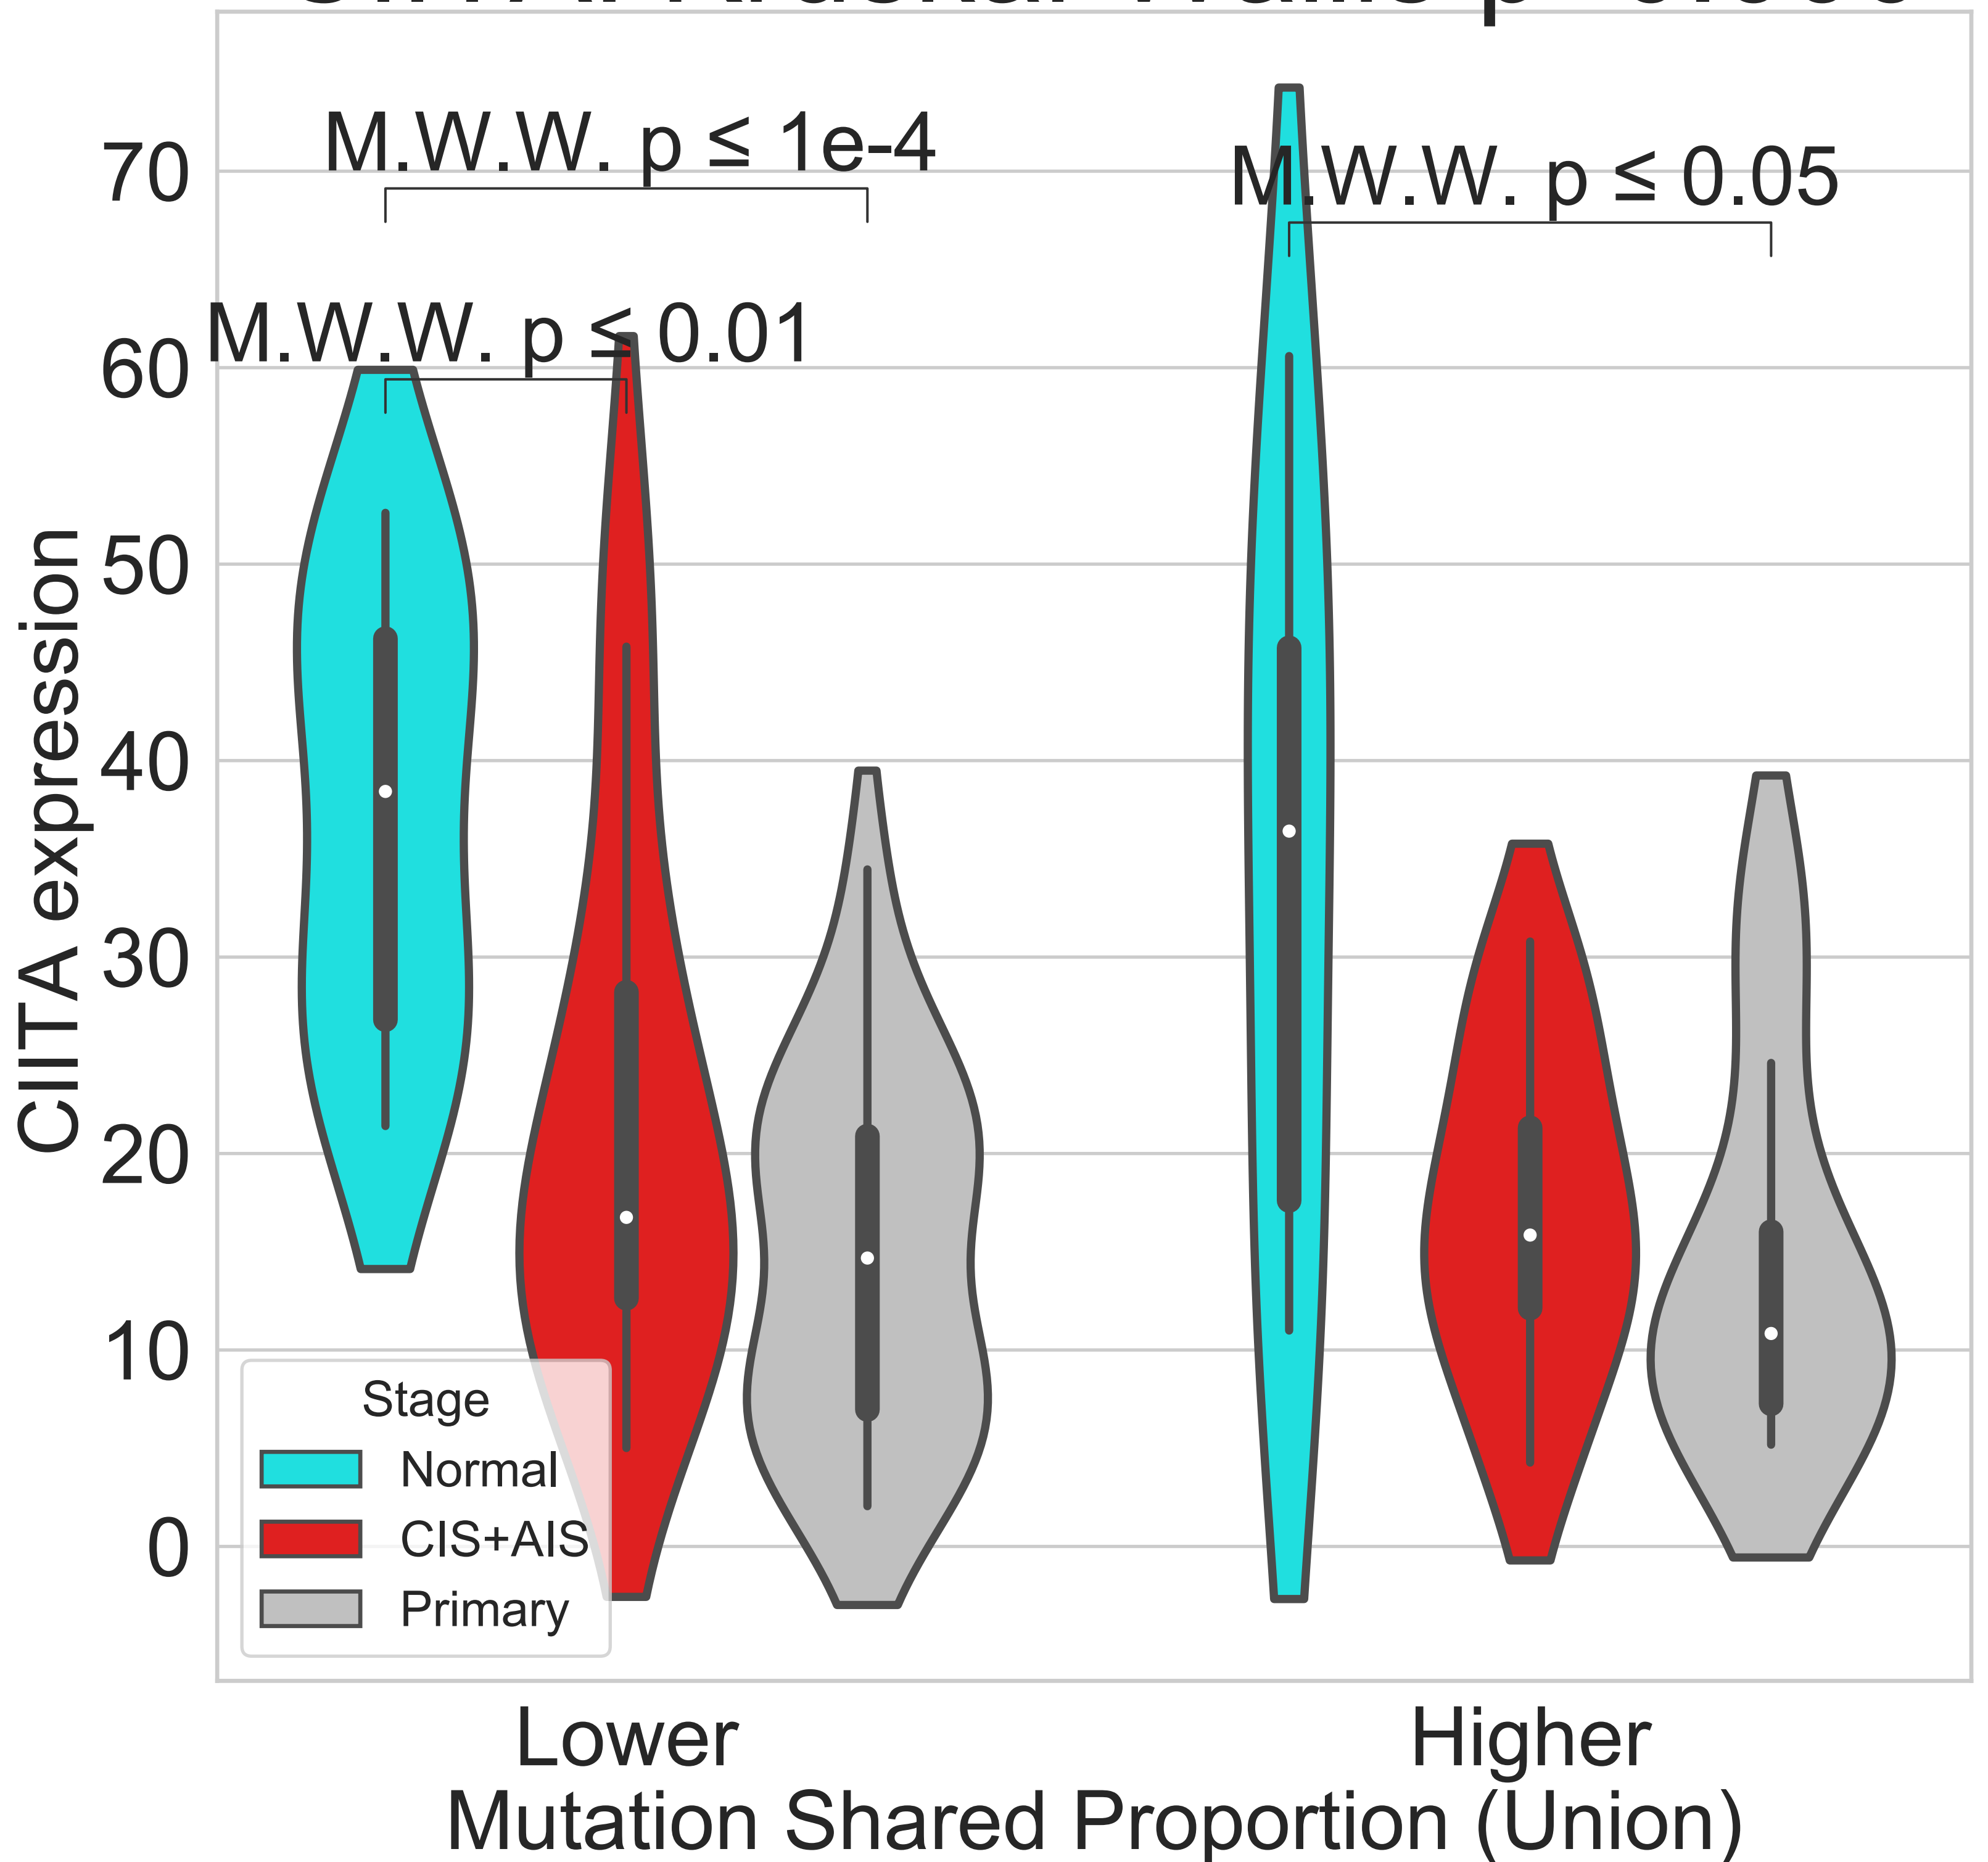 M.W.W. p ≤ 1e-4
M.W.W. p ≤ 0.05
M.W.W. p ≤ 0.01
CIITA expression
70
60
50
40
30
20
10
0
Stage
Normal
CIS+AIS
Primary
Lower
Higher
Mutation Shared Proportion (Union)